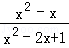 x² − x
x² − 2x+1